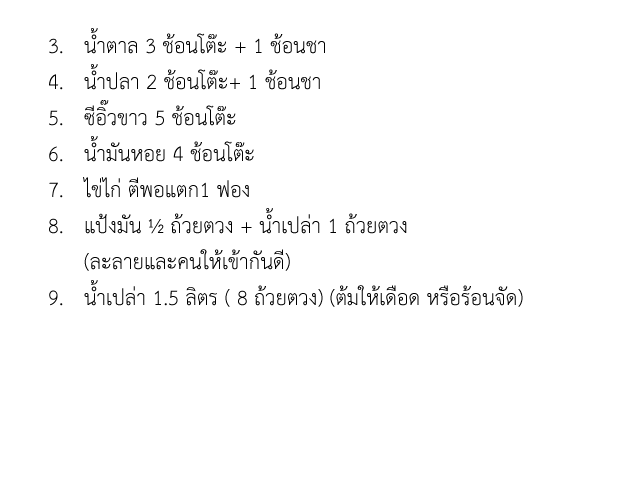 3. น้ำตาล 3 ช้อนโต๊ะ + 1 ช้อนชา
4. น้ำปลา 2 ช้อนโต๊ะ+ 1 ช้อนชา
5. ซีอิ๊วขาว 5 ช้อนโต๊ะ
6. น้ำมันหอย 4 ช้อนโต๊ะ
7. ไข่ไก่ ตีพอแตก1 ฟอง
8. แป้งมัน ½ ถ้วยตวง + น้ำเปล่า 1 ถ้วยตวง
(ละลายและคนให้เข้ากันดี)
9. น้ำเปล่า 1.5 ลิตร ( 8 ถ้วยตวง) (ต้มให้เดือด หรือร้อนจัด)